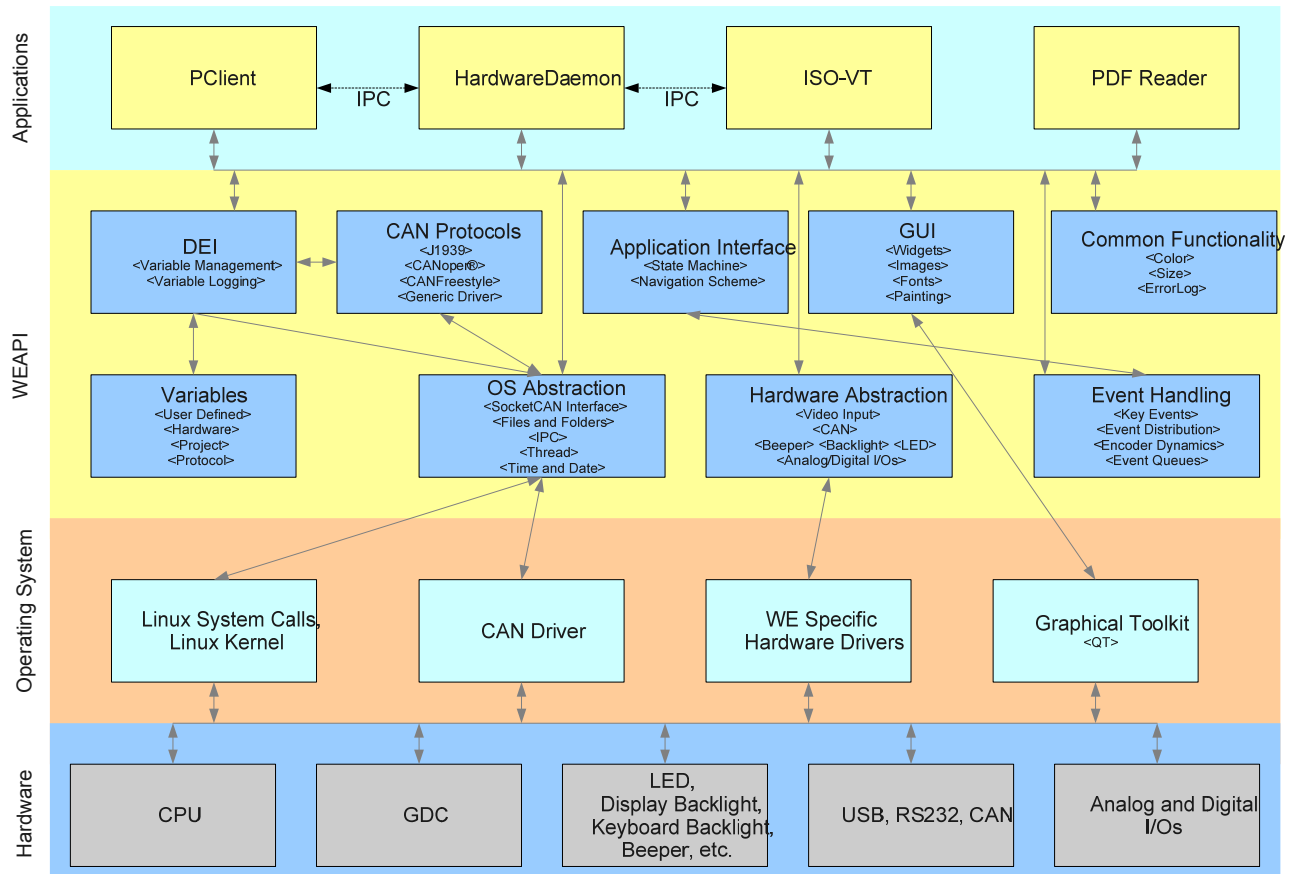 Applications
PClient
IPC
HardwareDaemon
IPC
ISO-VT
PDF Reader
WEAPI
DEI
<Variable Management>
<Variable Logging>
CAN Protocols
<J1939>
<CANopen®>
<CANFreestyle>
<Generic Driver>
Application Interface
<State Machine>
<Navigation Scheme>
GUI
<Widgets>
<Images>
<Fonts>
<Painting>
Common Functionality
<Color>
<Size>
<ErrorLog>
Variables
<User Defined>
<Hardware>
<Project>
<Protocol>
OS Abstraction
<SocketCAN Interface>
<Files and Folders>
<IPC>
<Thread>
<Time and Date>
Hardware Abstraction
<Video Input>
<CAN>
<Beeper> <Backlight> <LED>
<Analog/Digital I/Os>
Event Handling
<Key Events>
<Event Distribution>
<Encoder Dynamics>
<Event Queues>
Operating System
Linux System Calls,
Linux Kernel
CAN Driver
WE Specific
Hardware Drivers
Graphical Toolkit
<QT>
Hardware
CPU
GDC
LED,
Display Backlight,
Keyboard Backlight,
Beeper, etc.
USB, RS232, CAN
Analog and Digital
I/Os